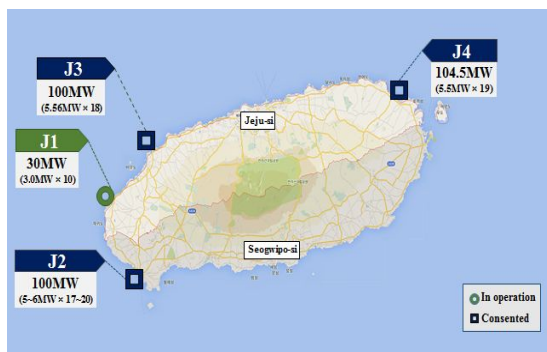 J3
100MW
(5.56MW × 18)
J4
104.5MW
(5.5MW × 19)
J1
30MW
(3.0MW × 10)
Jeju-si
Seogwipo-si
J2
100MW
(5~6MW × 17~20)
In operation
Consented